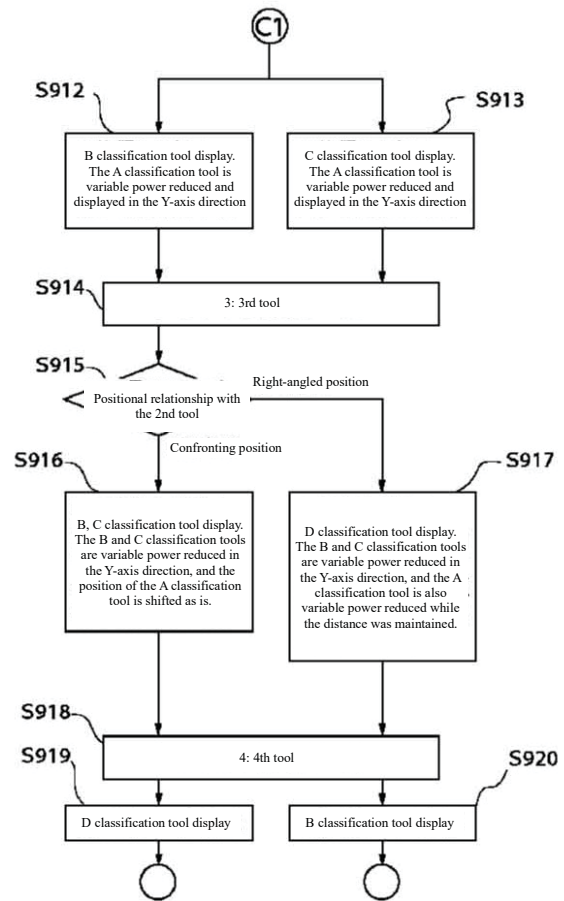 C1
S912
S913
B classification tool display.
The A classification tool is
variable power reduced and
displayed in the Y-axis direction
C classification tool display.
The A classification tool is
variable power reduced and
displayed in the Y-axis direction
S914
3: 3rd tool
S915
Positional relationship with
the 2nd tool
Right-angled position
Confronting position
S916
S917
B, C classification tool display.
The B and C classification tools
are variable power reduced in
the Y-axis direction, and the
position of the A classification
tool is shifted as is.
D classification tool display.
The B and C classification tools
are variable power reduced in
the Y-axis direction, and the A
classification tool is also
variable power reduced while
the distance was maintained.
S918
4: 4th tool
S919
S920
D classification tool display
B classification tool display